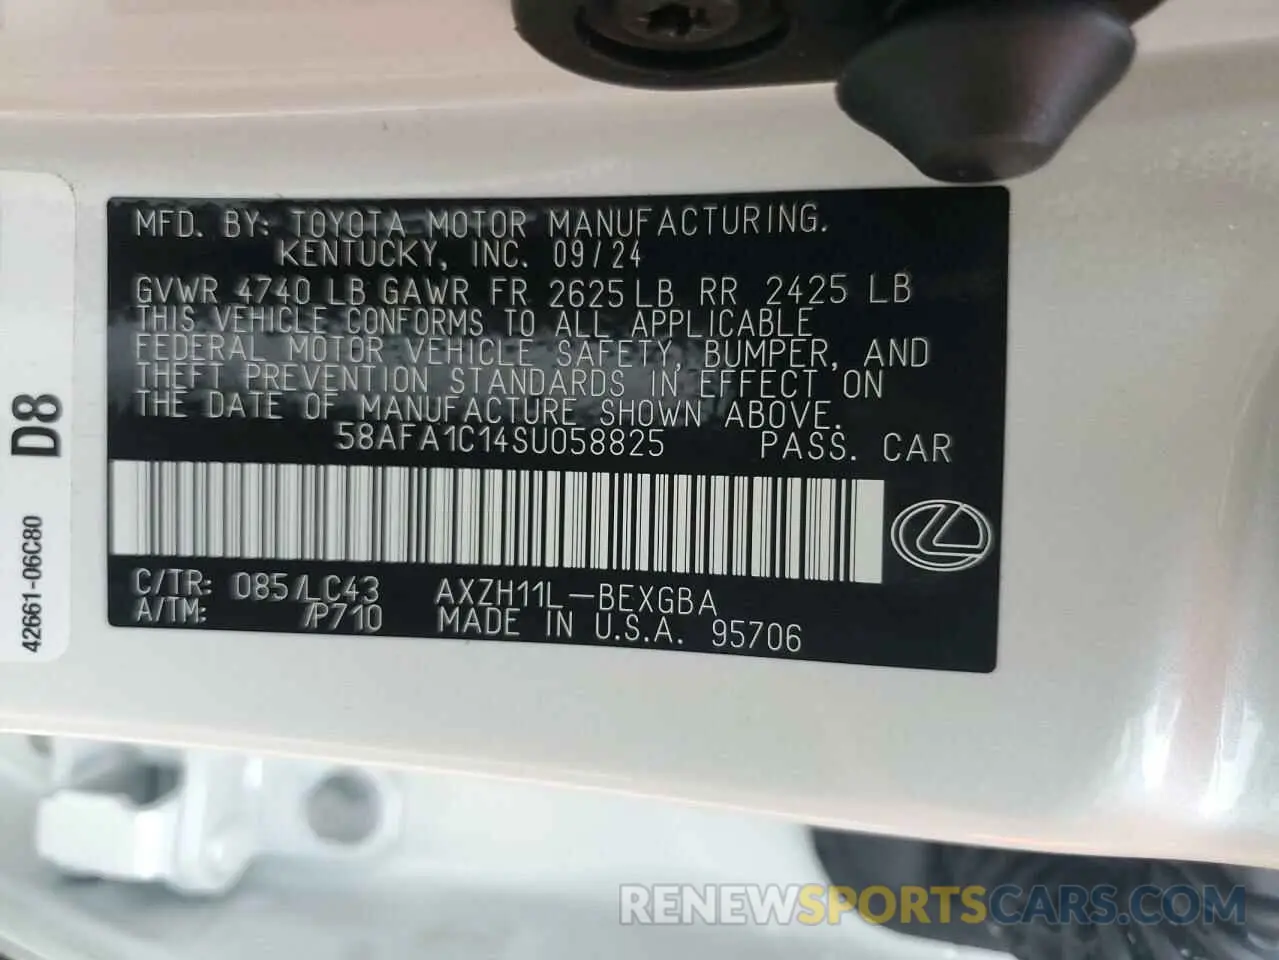 MFD. BY: TOYOTA MOTOR MANUFACTURING.
KENTUCKY, INC. 09/24
GVWR 4740 LB GAWR FR 2625 LB RR 2425 LB
THIS VEHICLE CONFORMS TO ALL APPLICABLE
FEDERAL MOTOR VEHICLE SAFETY, BUMPER, AND
THEFT PREVENTION STANDARDS IN EFFECT ON
THE DATE OF MANUFACTURE SHOWN ABOVE.
58AFA1C14SU058825 PASS. CAR
C/TR: 085/LC43 AXZH11L-BEXGBA
A/TM: /P710 MADE IN U.S.A. 95706
D8
42661-06C80
RENEWSPORTSCARS.COM